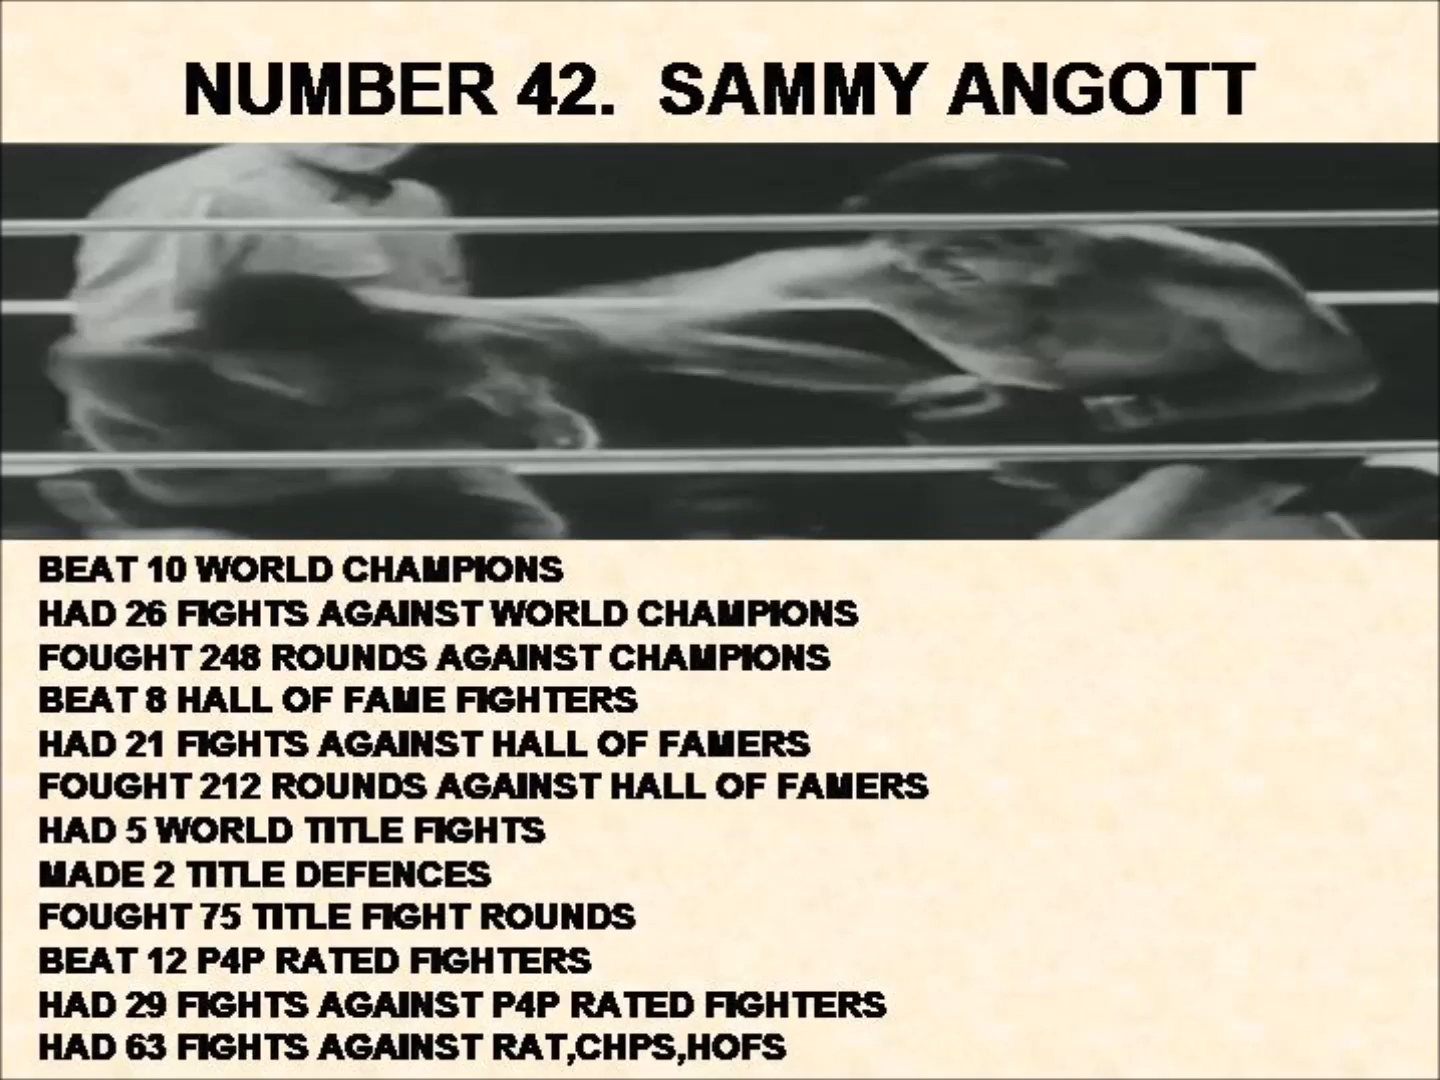 NUMBER 42. SAMMY ANGOTT
BEAT 10 WORLD CHAMPIONS
HAD 26 FIGHTS AGAINST WORLD CHAMPIONS
FOUGHT 248 ROUNDS AGAINST CHAMPIONS
BEAT 8 HALL OF FAME FIGHTERS
HAD 21 FIGHTS AGAINST HALL OF FAMERS
FOUGHT 212 ROUNDS AGAINST HALL OF FAMERS
HAD 5 WORLD TITLE FIGHTS
MADE 2 TITLE DEFENCES
FOUGHT 75 TITLE FIGHT ROUNDS
BEAT 12 P4P RATED FIGHTERS
HAD 29 FIGHTS AGAINST P4P RATED FIGHTERS
HAD 63 FIGHTS AGAINST RAT,CHPS,HOFS